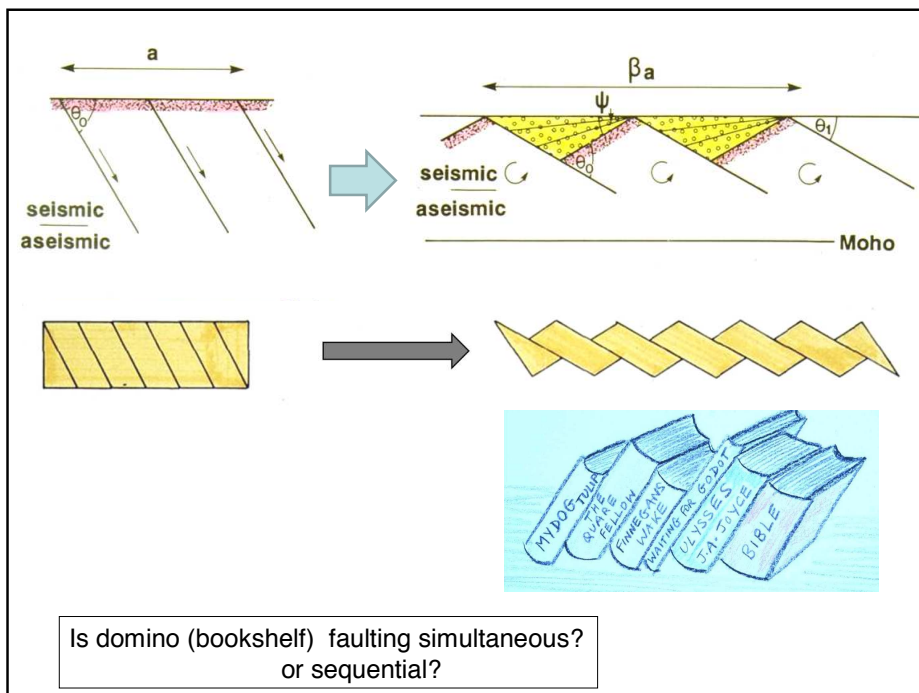 a
θ₀
seismic
aseismic
βa
ψ
θ₀
θ₁
seismic
aseismic
Moho
MY DOG TULIP
THE
QUARE
FELLOW
FINNEGANS
WAKE
WAITING FOR GODOT
ULYSSES
J.A. JOYCE
BIBLE
Is domino (bookshelf) faulting simultaneous?
or sequential?